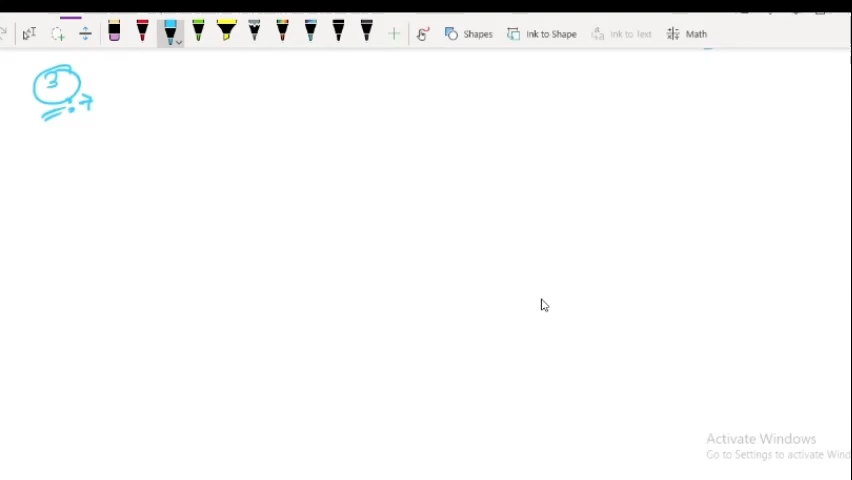 Shapes Ink to Shape Ink to Text Math
3
Activate Windows
Go to Settings to activate Wind